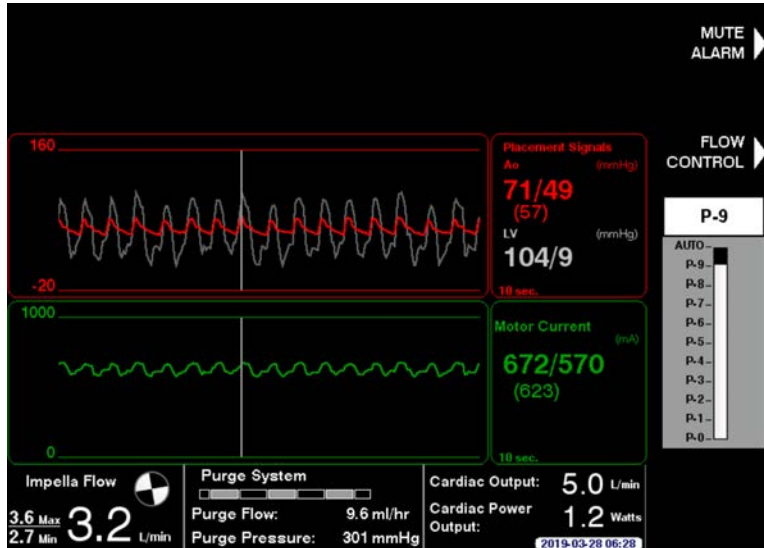 MUTE
ALARM
FLOW
CONTROL
P-9
AUTO
P-9
P-8
P-7
P-6
P-5
P-4
P-3
P-2
P-1
P-0
160
-20
Placement Signals
Ao (mmHg)
71/49
(57)
LV (mmHg)
104/9
10 sec.
1000
0
Motor Current
(mA)
672/570
(623)
10 sec.
Impella Flow
3.6 Max
2.7 Min
3.2 L/min
Purge System
Purge Flow: 9.6 ml/hr
Purge Pressure: 301 mmHg
Cardiac Output: 5.0 L/min
Cardiac Power
Output: 1.2 Watts
2019-03-28 06:28